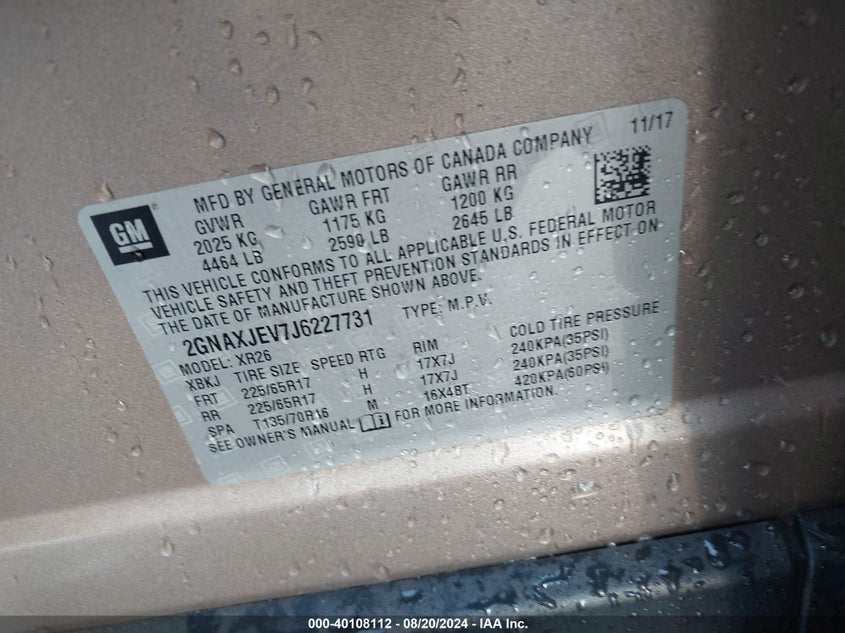 GM
MFD BY GENERAL MOTORS OF CANADA COMPANY 11/17
GVWR GAWR FRT GAWR RR
2025 KG 1175 KG 1200 KG
4464 LB 2590 LB 2645 LB
THIS VEHICLE CONFORMS TO ALL APPLICABLE U.S. FEDERAL MOTOR
VEHICLE SAFETY AND THEFT PREVENTION STANDARDS IN EFFECT ON
THE DATE OF MANUFACTURE SHOWN ABOVE.
2GNAXJEV7J6227731 TYPE: M.P.V.
MODEL: XR26
XBKJ TIRE SIZE SPEED RTG RIM COLD TIRE PRESSURE
FRT 225/65R17 H 17X7J 240KPA(35PSI)
RR 225/65R17 H 17X7J 240KPA(35PSI)
SPA T135/70R16 M 16X4BT 420KPA(60PSI)
SEE OWNER'S MANUAL FOR MORE INFORMATION.
000-40108112 - 08/20/2024 - IAA Inc.